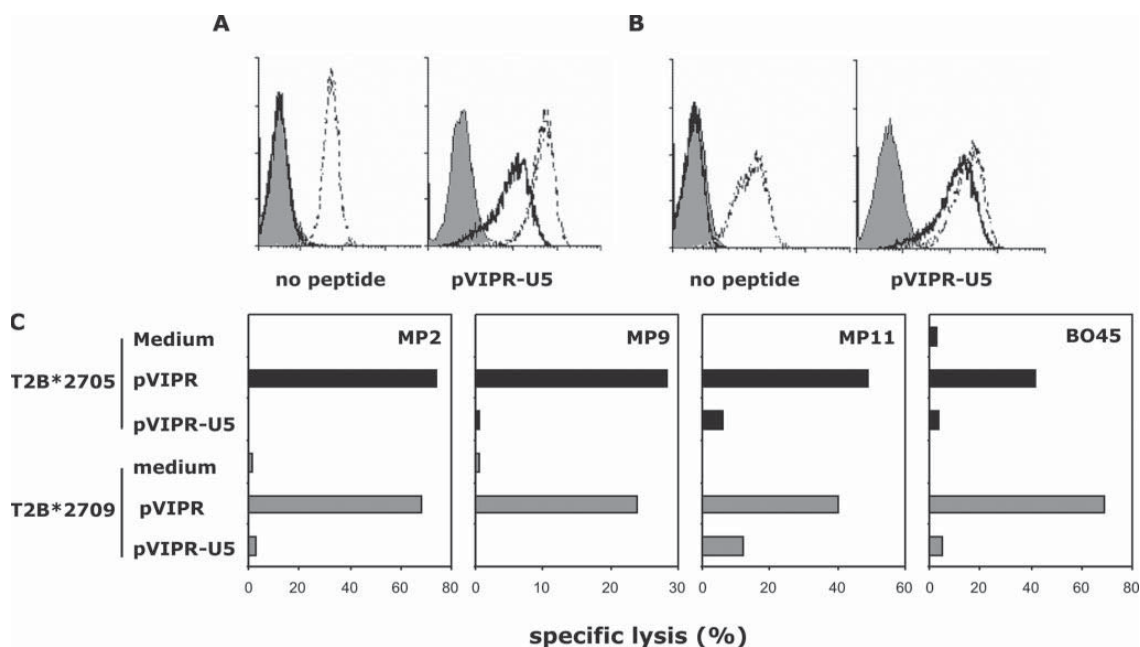 A B
no peptide pVIPR-U5 no peptide pVIPR-U5
C
MP2 MP9 MP11 BO45
T2B*2705
Medium
pVIPR
pVIPR-U5
T2B*2709
medium
pVIPR
pVIPR-U5
0 20 40 60 80 0 10 20 30 0 20 40 60 0 20 40 60 80
specific lysis (%)